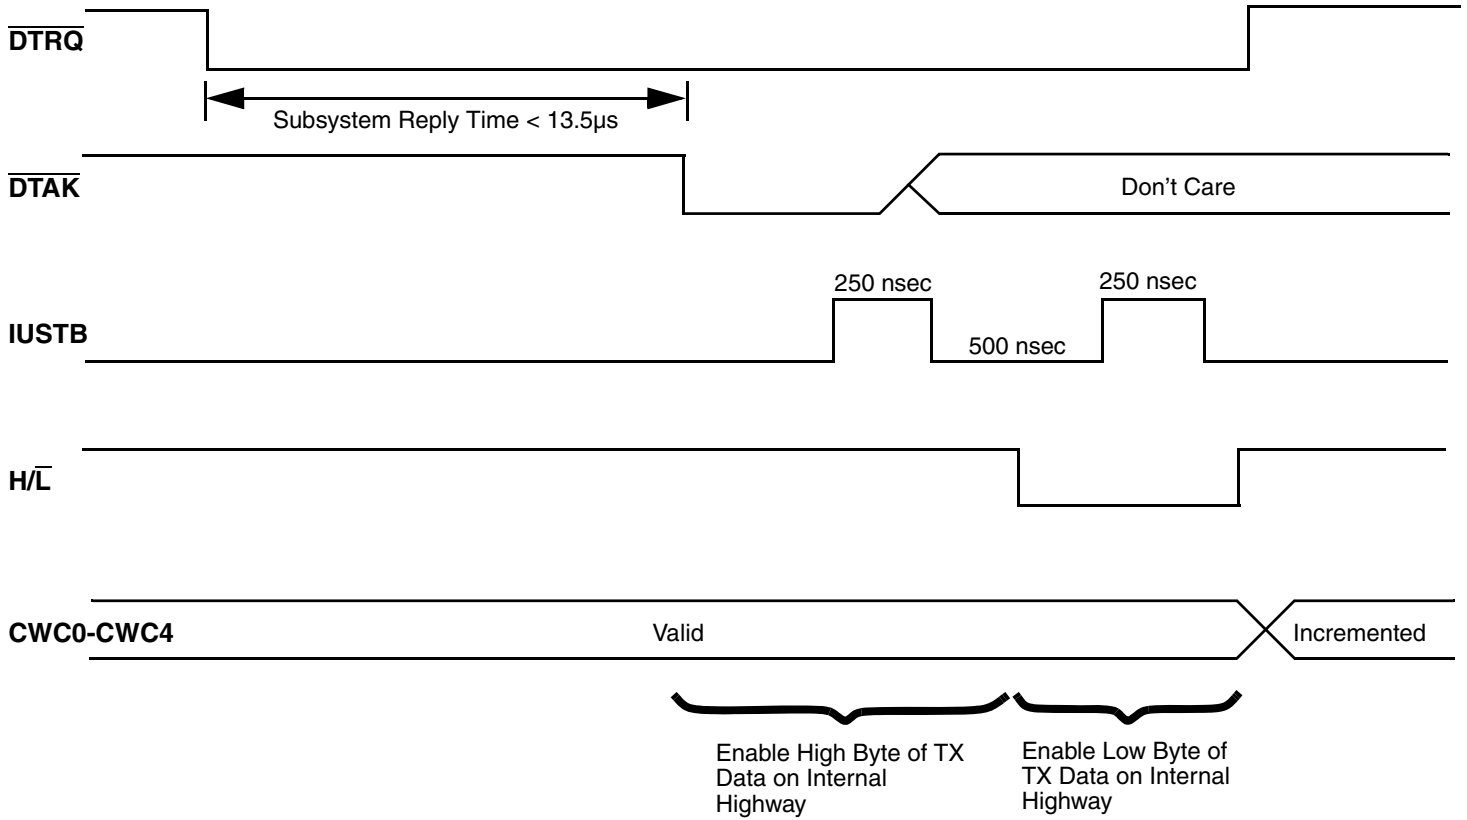 DTRQ
Subsystem Reply Time < 13.5µs
DTAK
Don't Care
250 nsec
250 nsec
IUSTB
500 nsec
H/L
CWC0-CWC4
Valid
Incremented
Enable High Byte of TX
Data on Internal
Highway
Enable Low Byte of
TX Data on Internal
Highway